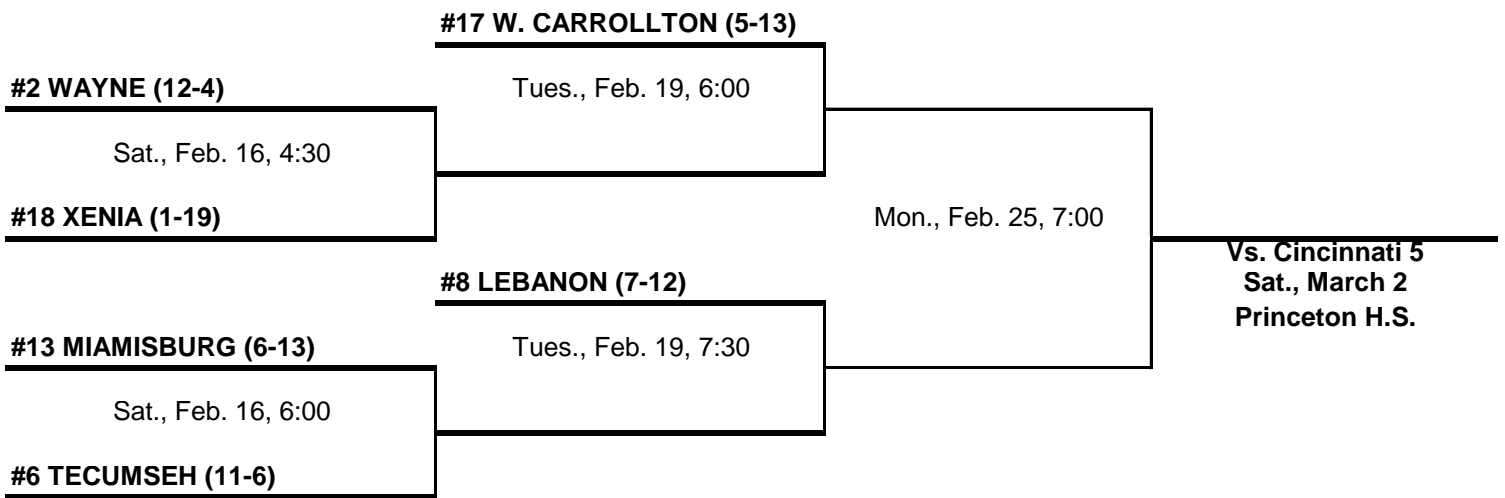 #17 W. CARROLLTON (5-13)
#2 WAYNE (12-4)
Tues., Feb. 19, 6:00
Sat., Feb. 16, 4:30
#18 XENIA (1-19)
Mon., Feb. 25, 7:00
Vs. Cincinnati 5
Sat., March 2
Princeton H.S.
#8 LEBANON (7-12)
#13 MIAMISBURG (6-13)
Tues., Feb. 19, 7:30
Sat., Feb. 16, 6:00
#6 TECUMSEH (11-6)